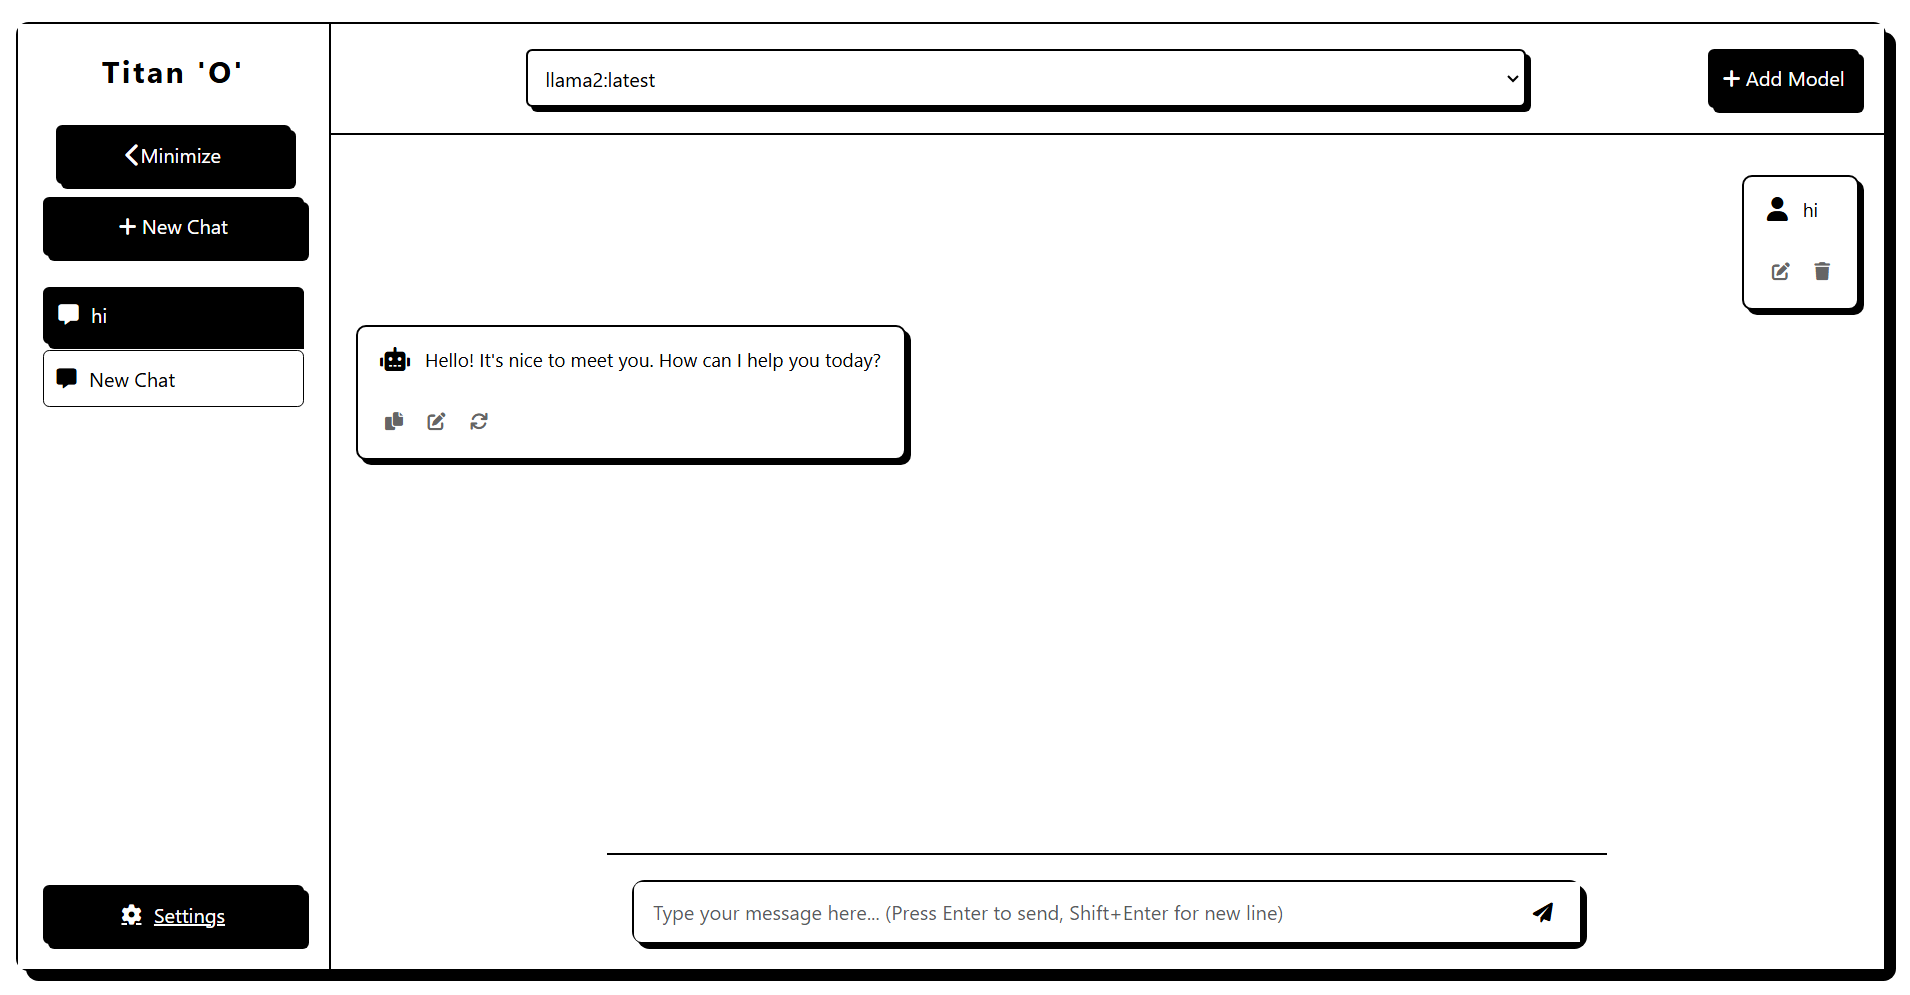 Titan 'O'
Minimize
New Chat
hi
New Chat
Settings
llama2:latest
Add Model
hi
Hello! It's nice to meet you. How can I help you today?
Type your message here... (Press Enter to send, Shift+Enter for new line)